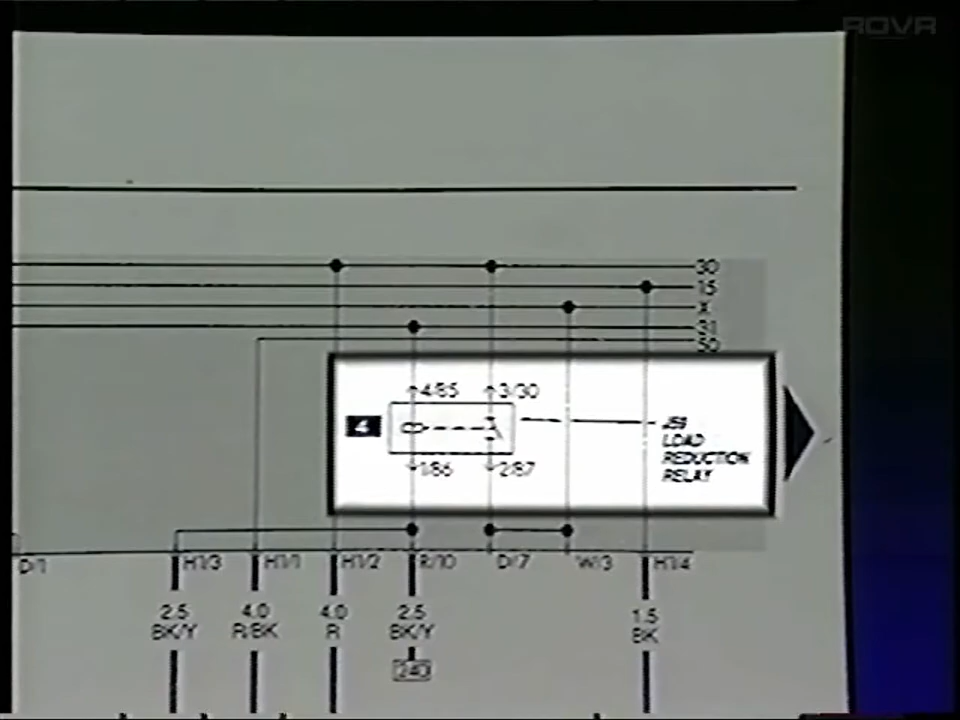 ROVR
30
15
X
31
50
4/85 3/30
4
J59
LOAD
REDUCTION
RELAY
1/86 2/87
D/1 H1/3 H1/1 H1/2 R/10 D/7 W/3 H1/4
2.5 4.0 4.0 2.5 1.5
BK/Y R/BK R BK/Y BK
240